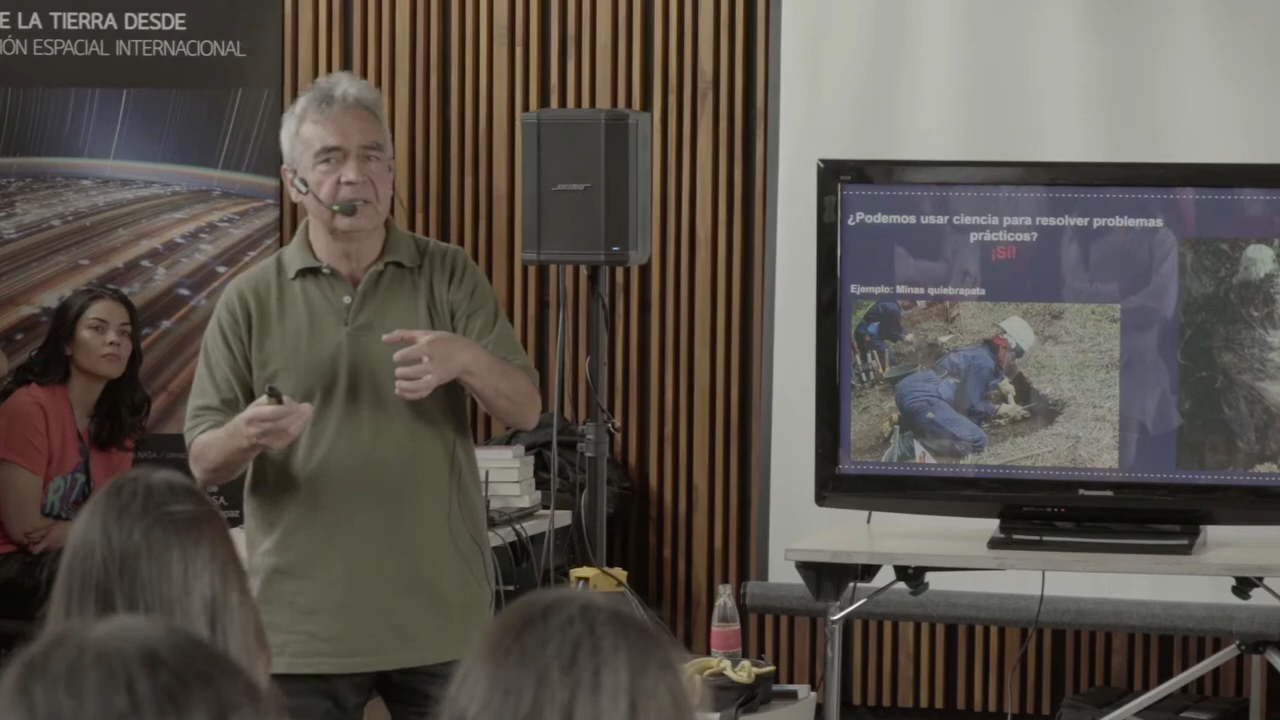 E LA TIERRA DESDE
IÓN ESPACIAL INTERNACIONAL
BOSE
¿Podemos usar ciencia para resolver problemas
prácticos?
¡Sí!
Ejemplo: Minas quiebrapata
Panasonic
NASA